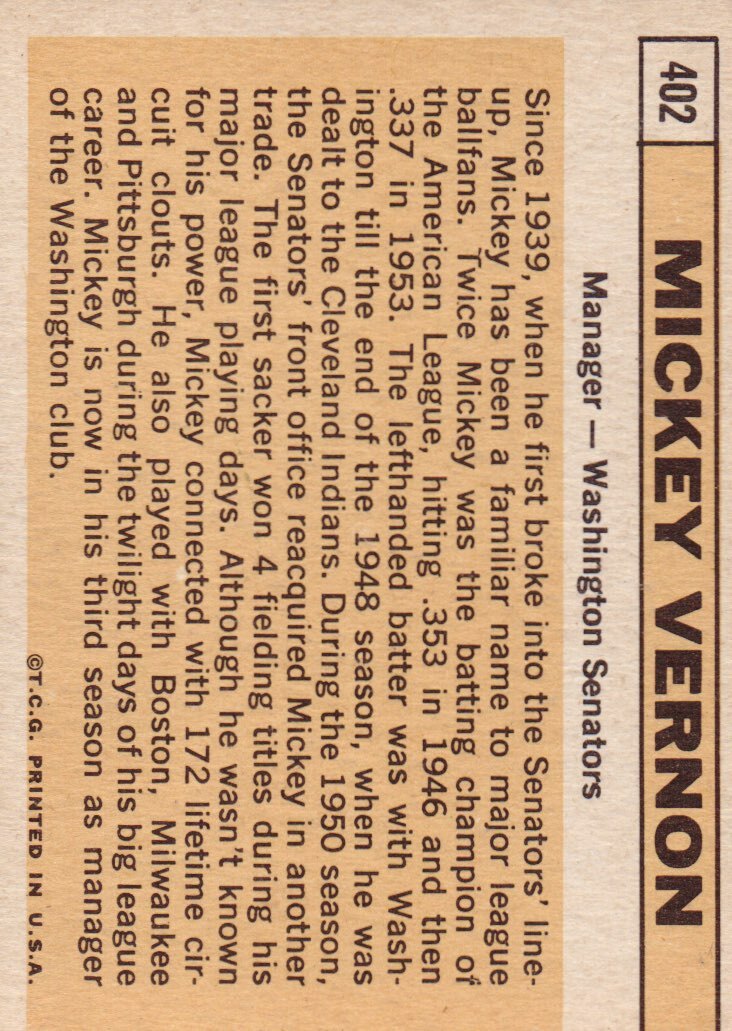 402
MICKEY VERNON
Manager — Washington Senators
Since 1939, when he first broke into the Senators' line-
up, Mickey has been a familiar name to major league
ballfans. Twice Mickey was the batting champion of
the American League, hitting .353 in 1946 and then
.337 in 1953. The lefthanded batter was with Wash-
ington till the end of the 1948 season, when he was
dealt to the Cleveland Indians. During the 1950 season,
the Senators' front office reacquired Mickey in another
trade. The first sacker won 4 fielding titles during his
major league playing days. Although he wasn't known
for his power, Mickey connected with 172 lifetime cir-
cuit clouts. He also played with Boston, Milwaukee
and Pittsburgh during the twilight days of his big league
career. Mickey is now in his third season as manager
of the Washington club.
©T.C.G. PRINTED IN U.S.A.